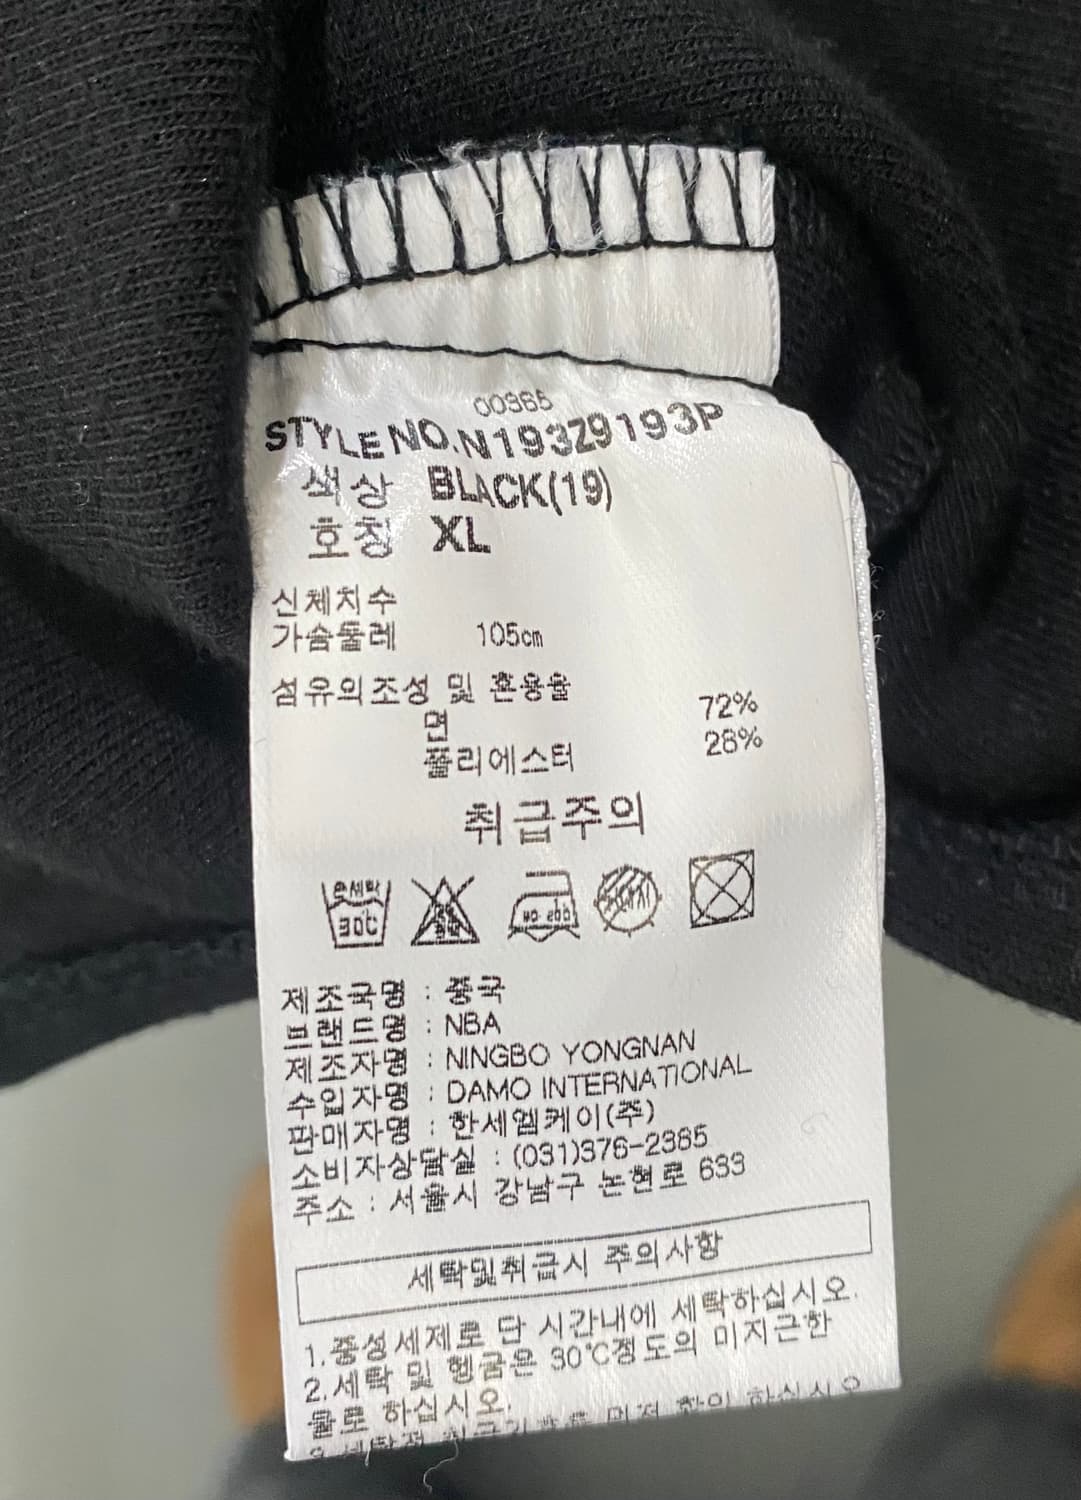 00365
STYLE NO.N193Z9193P
색상 BLACK(19)
호칭 XL
신체치수
가슴둘레 105cm
섬유의조성 및 혼용율
면 72%
폴리에스터 28%
취급주의
손세탁
30℃
제조국명 : 중국
브랜드명 : NBA
제조자명 : NINGBO YONGNAN
수입자명 : DAMO INTERNATIONAL
판매자명 : 한세엠케이(주)
소비자상담실 : (031)376-2365
주소 : 서울시 강남구 논현로 633
세탁및취급시 주의사항
1.중성세제로 단 시간내에 세탁하십시오.
2.세탁 및 헹굼은 30℃정도의 미지근한
물로 하십시오.